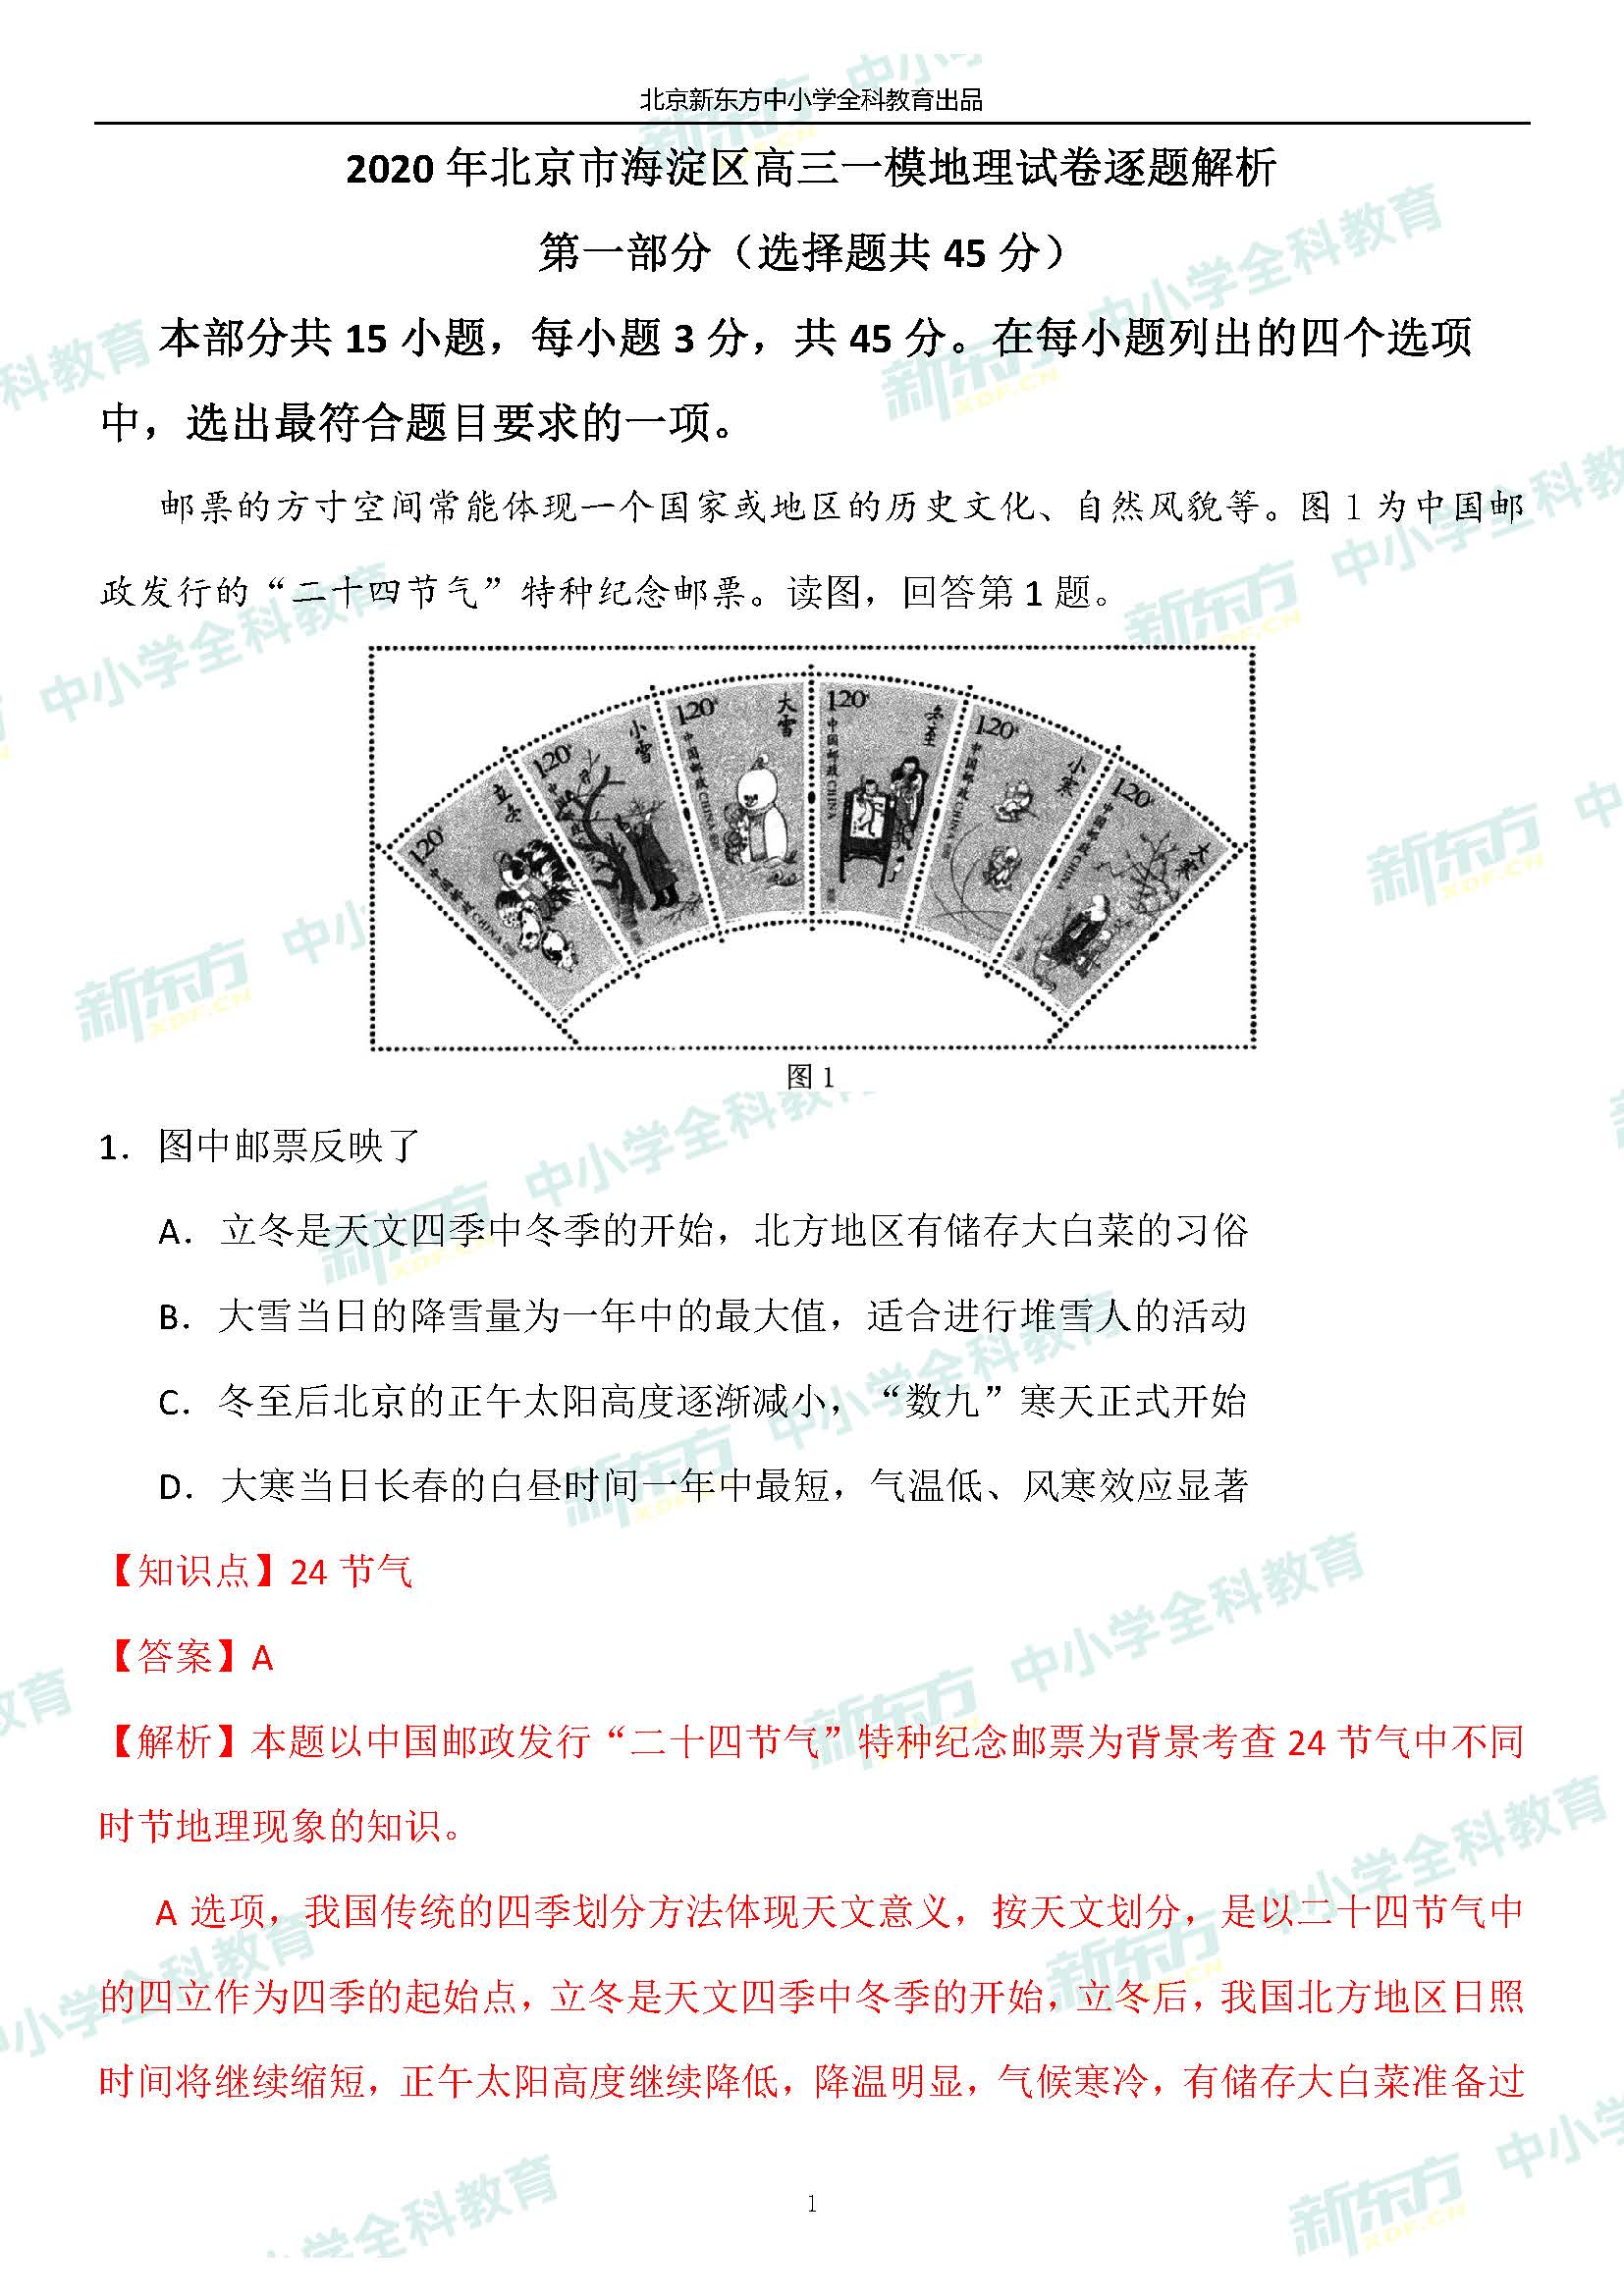 北京新东方中小学全科教育出品
2020 年北京市海淀区高三一模地理试卷逐题解析
第一部分（选择题共 45 分）
本部分共 15 小题，每小题 3 分，共 45 分。在每小题列出的四个选项
中，选出最符合题目要求的一项。
邮票的方寸空间常能体现一个国家或地区的历史文化、自然风貌等。图 1 为中国邮
政发行的“二十四节气”特种纪念邮票。读图，回答第 1 题。
120 立冬 中国邮政 CHINA
120 小雪
120 大雪 中国邮政 CHINA
120 冬至 中国邮政 CHINA
120 小寒 中国邮政 CHINA
120 大寒 中国邮政 CHINA
图 1
1. 图中邮票反映了
A. 立冬是天文四季中冬季的开始，北方地区有储存大白菜的习俗
B. 大雪当日的降雪量为一年中的最大值，适合进行堆雪人的活动
C. 冬至后北京的正午太阳高度逐渐减小，“数九”寒天正式开始
D. 大寒当日长春的白昼时间一年中最短，气温低、风寒效应显著
【知识点】24 节气
【答案】A
【解析】本题以中国邮政发行“二十四节气”特种纪念邮票为背景考查 24 节气中不同
时节地理现象的知识。
A 选项，我国传统的四季划分方法体现天文意义，按天文划分，是以二十四节气中
的四立作为四季的起始点，立冬是天文四季中冬季的开始，立冬后，我国北方地区日照
时间将继续缩短，正午太阳高度继续降低，降温明显，气候寒冷，有储存大白菜准备过
1
新东方 XDF.CN 中小学全科教育